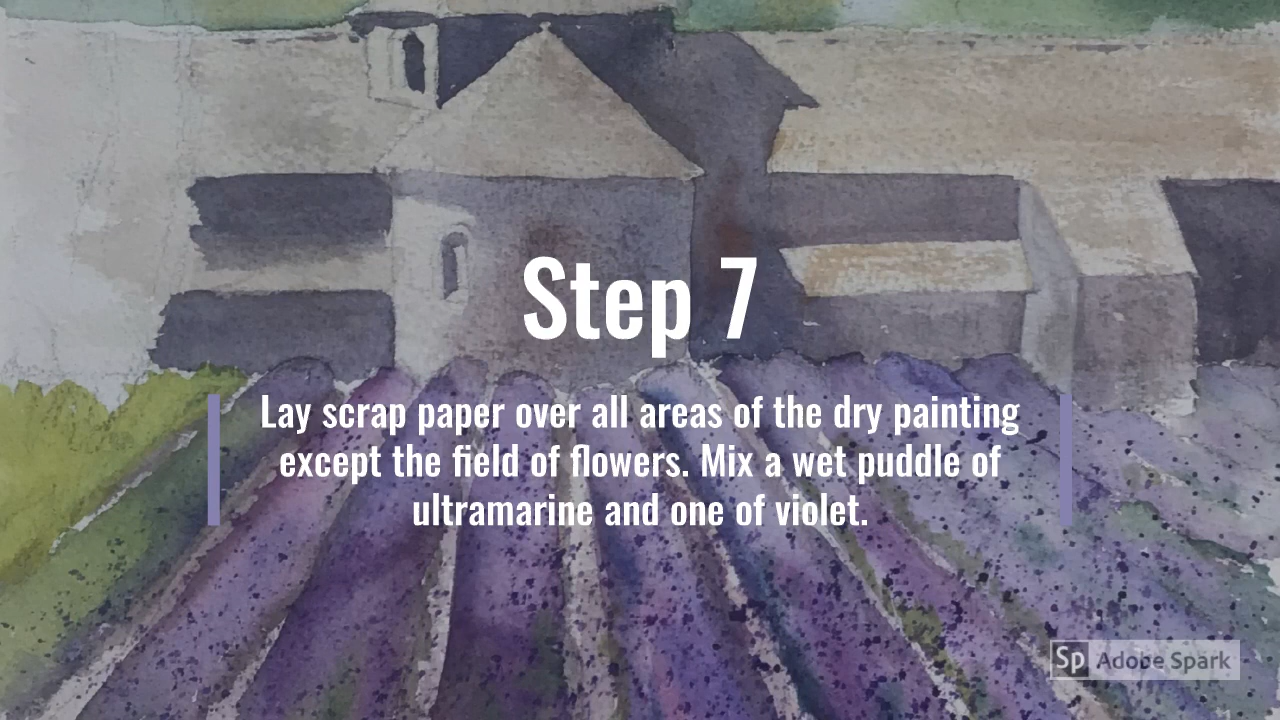 Step 7
Lay scrap paper over all areas of the dry painting
except the field of flowers. Mix a wet puddle of
ultramarine and one of violet.
Sp Adobe Spark